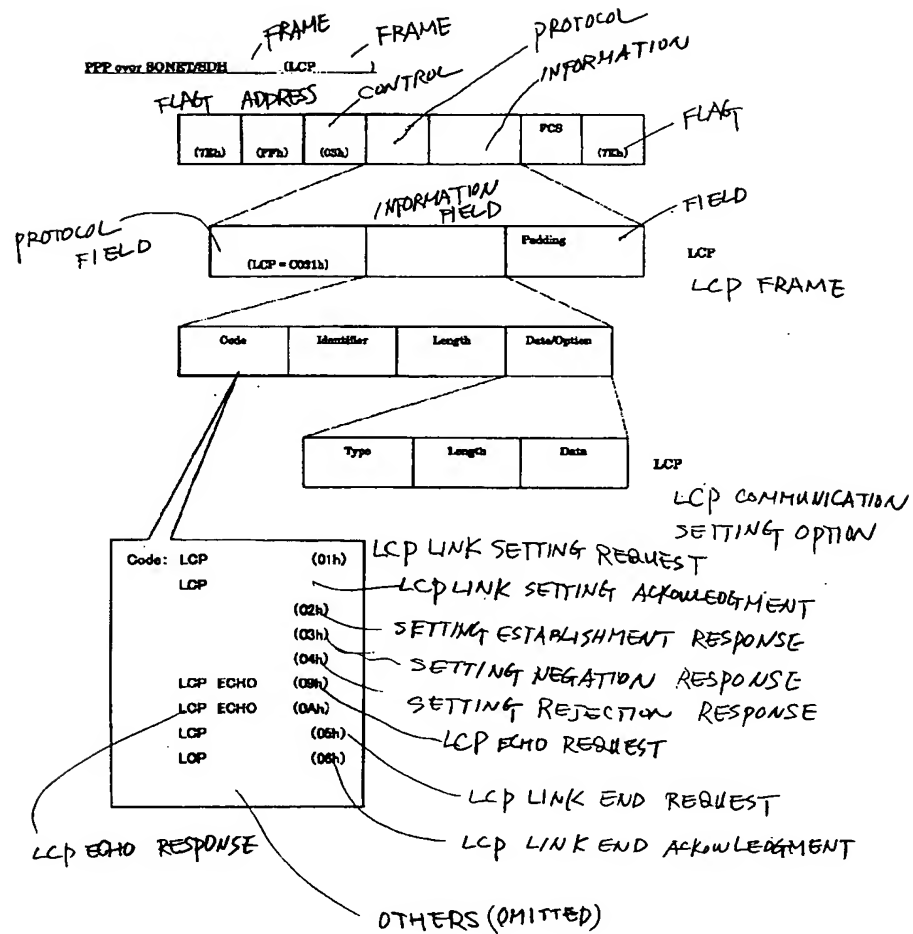 FRAME FRAME
PPP over SONET/SDH (LCP )
PROTOCOL
INFORMATION
FLAG ADDRESS CONTROL
FLAG
(7Eh) (FFh) (03h) FCS (7Eh)
PROTOCOL FIELD
INFORMATION FIELD
FIELD
(LCP = C021h) Padding
LCP
LCP FRAME
Code Identifier Length Data/Option
Type Length Data
LCP
LCP COMMUNICATION
SETTING OPTION
Code: LCP (01h) LCP LINK SETTING REQUEST
LCP LCP LINK SETTING ACKOWLEDGMENT
(02h) SETTING ESTABLISHMENT RESPONSE
(03h) SETTING NEGATION RESPONSE
(04h) SETTING REJECTION RESPONSE
LCP ECHO (09h) LCP ECHO REQUEST
LCP ECHO (0Ah)
LCP (05h) LCP LINK END REQUEST
LCP (06h) LCP LINK END ACKOWLEDGMENT
LCP ECHO RESPONSE
OTHERS (OMITTED)